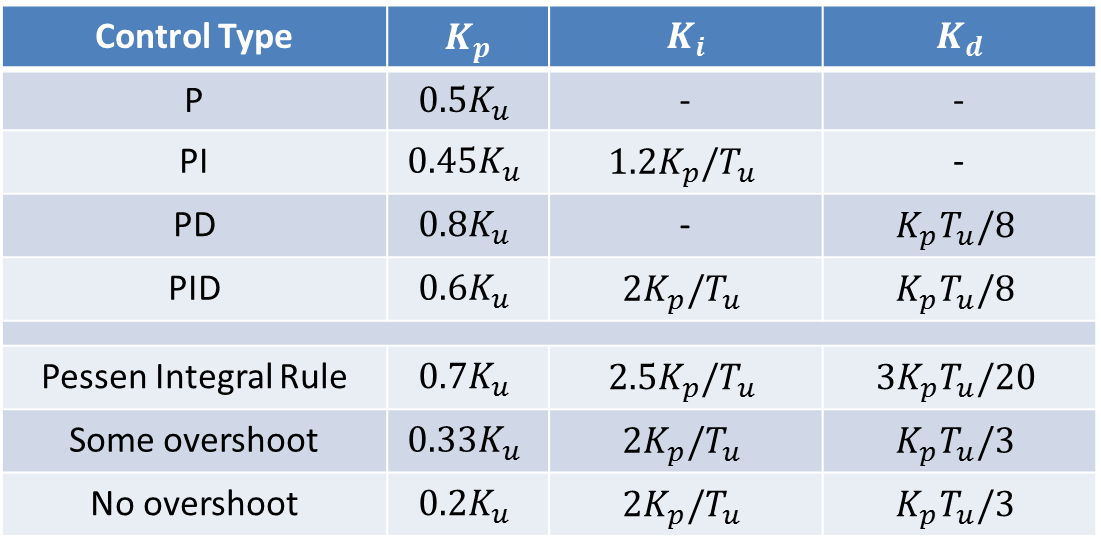 Control Type K_p K_i K_d
P 0.5K_u - -
PI 0.45K_u 1.2K_p/T_u -
PD 0.8K_u - K_pT_u/8
PID 0.6K_u 2K_p/T_u K_pT_u/8
Pessen Integral Rule 0.7K_u 2.5K_p/T_u 3K_pT_u/20
Some overshoot 0.33K_u 2K_p/T_u K_pT_u/3
No overshoot 0.2K_u 2K_p/T_u K_pT_u/3